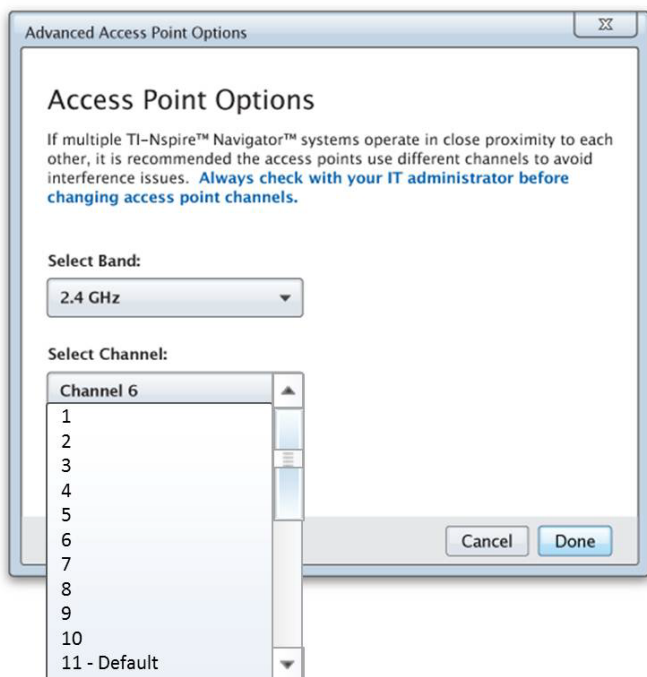 Advanced Access Point Options
Access Point Options
If multiple TI-Nspire™ Navigator™ systems operate in close proximity to each
other, it is recommended the access points use different channels to avoid
interference issues. Always check with your IT administrator before
changing access point channels.
Select Band:
2.4 GHz
Select Channel:
Channel 6
1
2
3
4
5
6
7
8
9
10
11 - Default
Cancel
Done